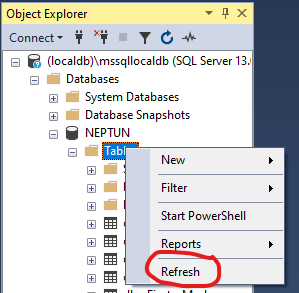 Object Explorer
Connect
(localdb)\mssqllocaldb (SQL Server 13.
Databases
System Databases
Database Snapshots
NEPTUN
New
Filter
Start PowerShell
Reports
Refresh